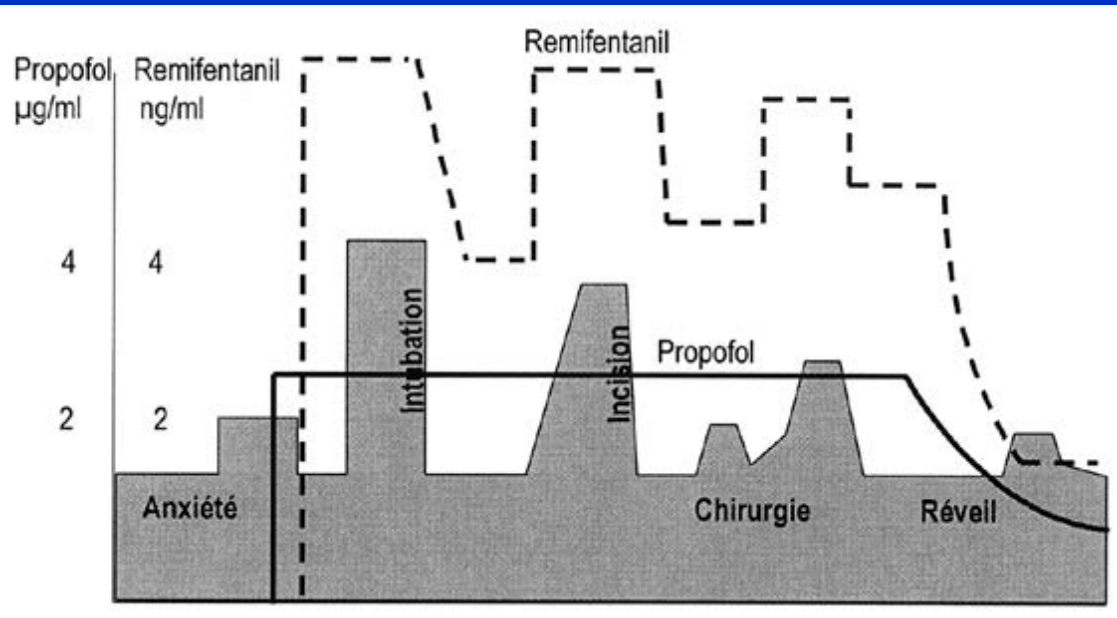 Remifentanil
Propofol
µg/ml
Remifentanil
ng/ml
4
4
Intubation
Incision
Propofol
2
2
Anxiété
Chirurgie
Réveil